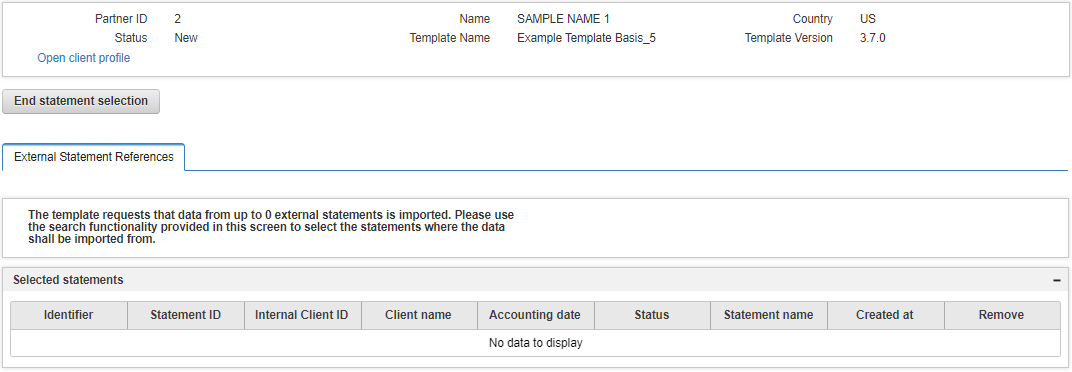 Partner ID 2 Name SAMPLE NAME 1 Country US
Status New Template Name Example Template Basis_5 Template Version 3.7.0
Open client profile
End statement selection
External Statement References
The template requests that data from up to 0 external statements is imported. Please use
the search functionality provided in this screen to select the statements where the data
shall be imported from.
Selected statements
Identifier Statement ID Internal Client ID Client name Accounting date Status Statement name Created at Remove
No data to display